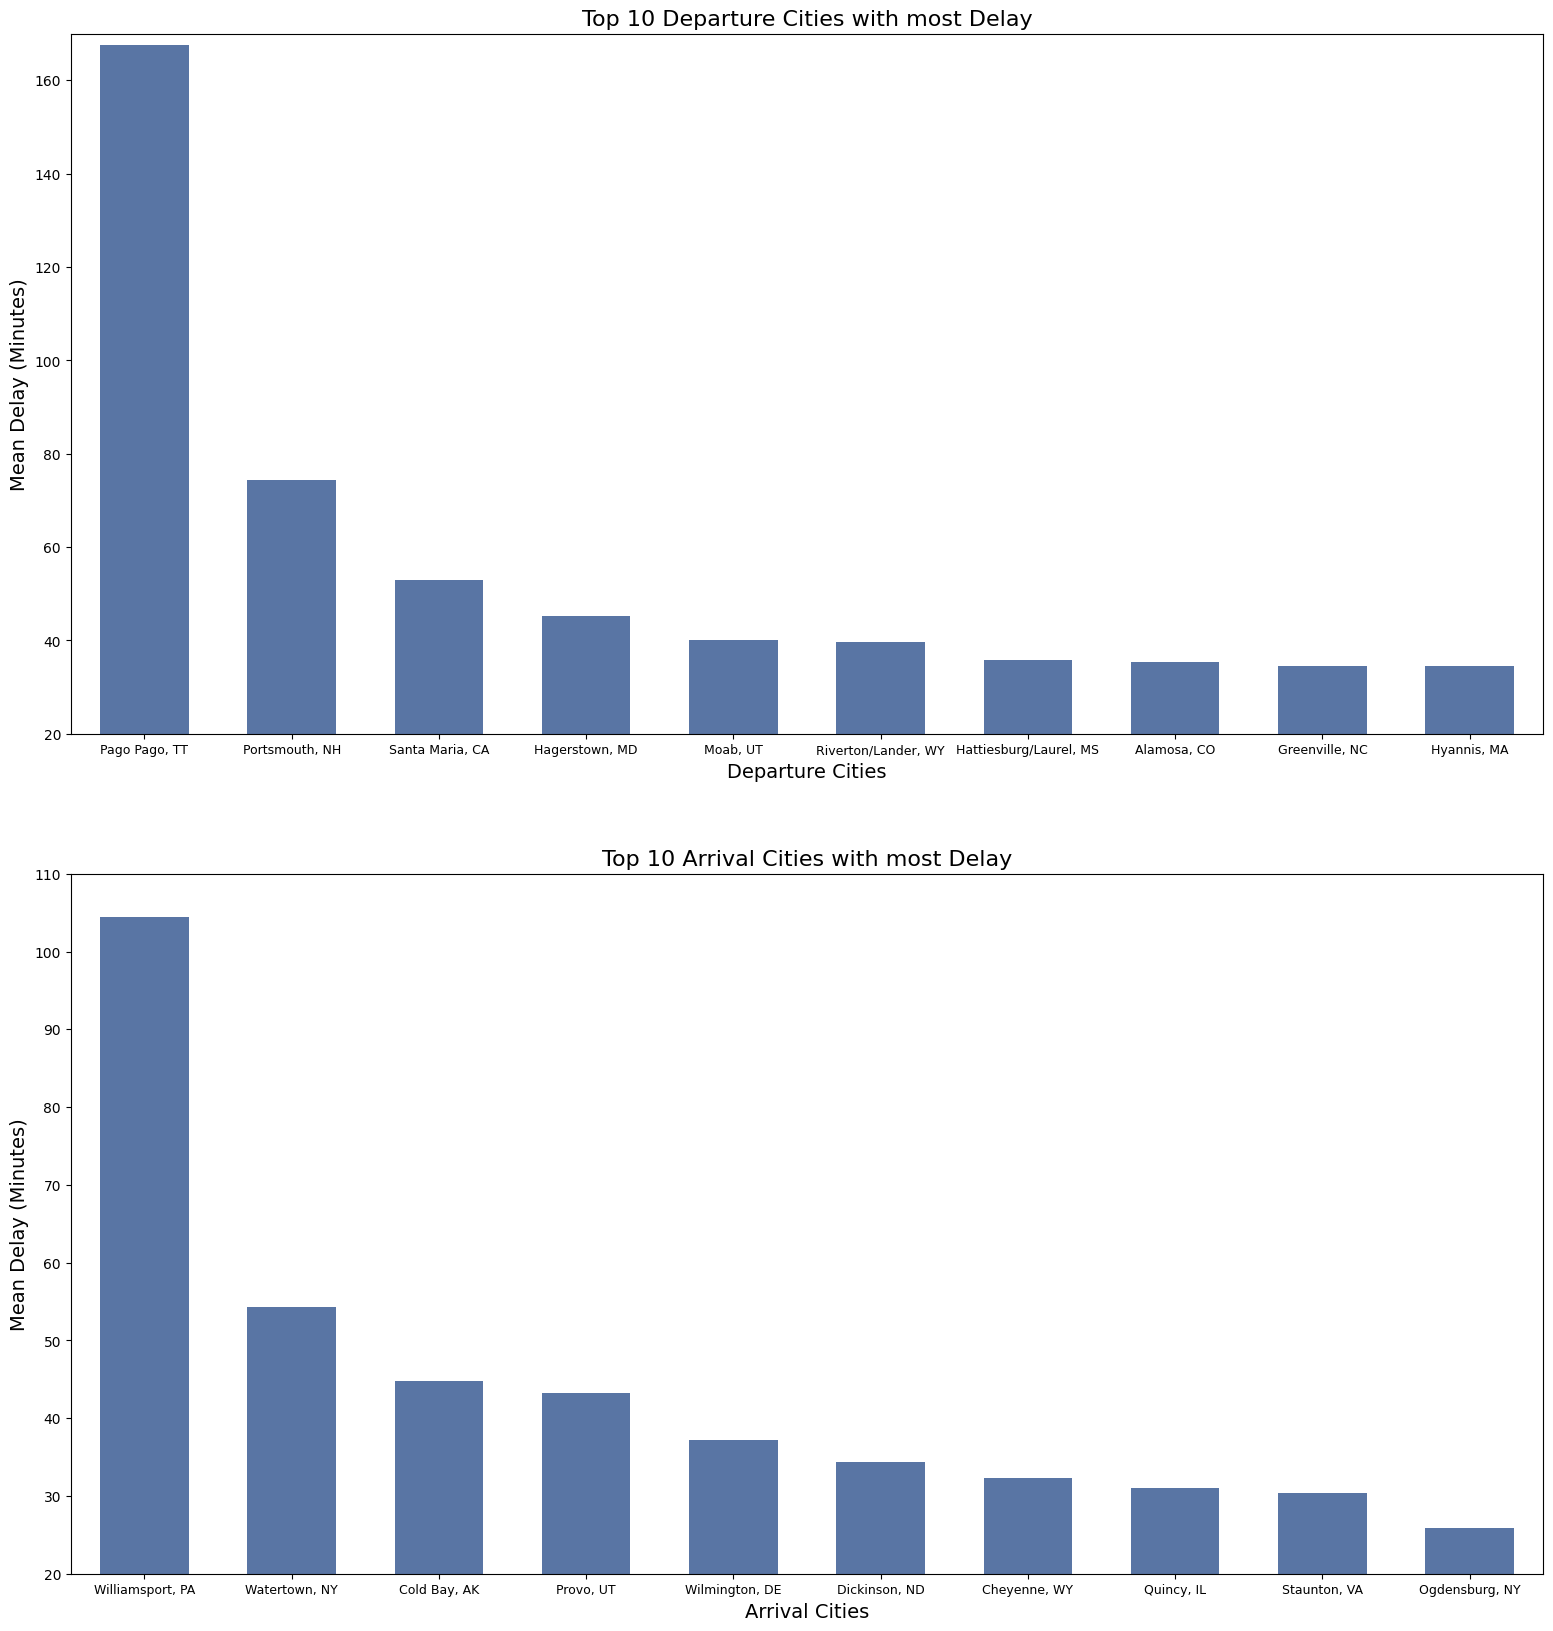 Top 10 Departure Cities with most Delay
Mean Delay (Minutes)
160
140
120
100
80
60
40
20
Pago Pago, TT Portsmouth, NH Santa Maria, CA Hagerstown, MD Moab, UT Riverton/Lander, WY Hattiesburg/Laurel, MS Alamosa, CO Greenville, NC Hyannis, MA
Departure Cities
Top 10 Arrival Cities with most Delay
Mean Delay (Minutes)
110
100
90
80
70
60
50
40
30
20
Williamsport, PA Watertown, NY Cold Bay, AK Provo, UT Wilmington, DE Dickinson, ND Cheyenne, WY Quincy, IL Staunton, VA Ogdensburg, NY
Arrival Cities